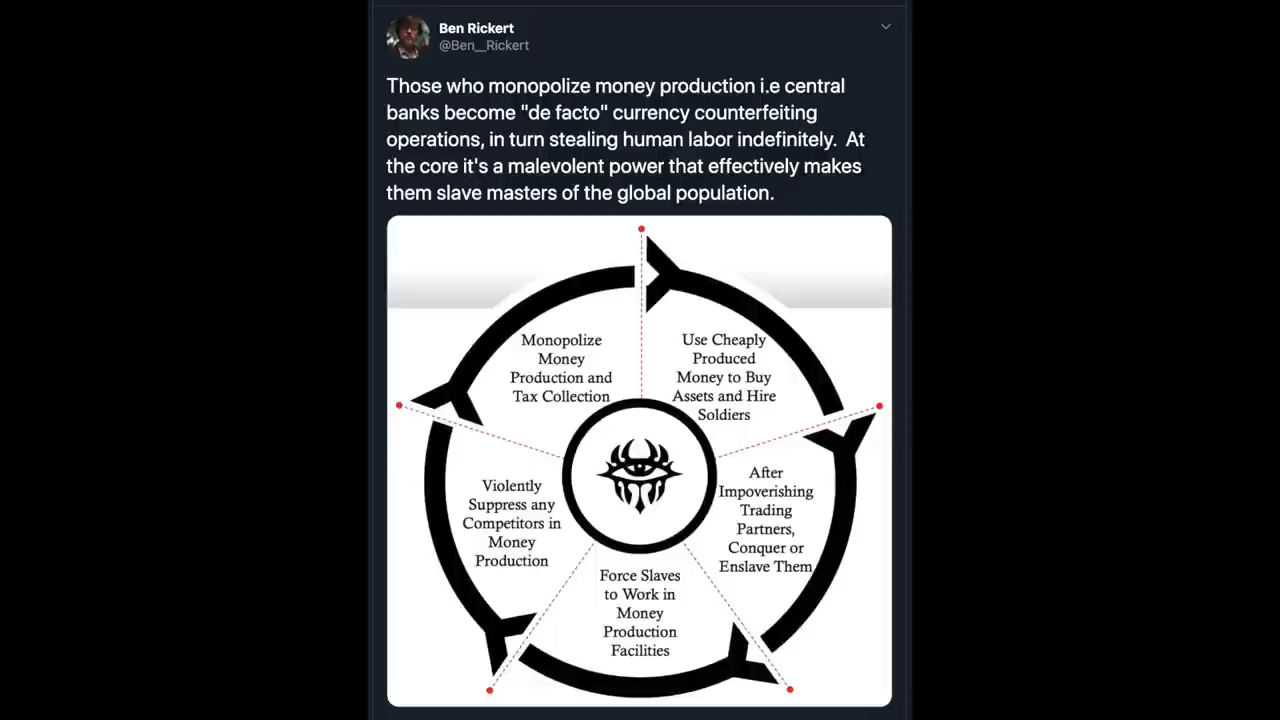 Ben Rickert
@Ben__Rickert
Those who monopolize money production i.e central
banks become "de facto" currency counterfeiting
operations, in turn stealing human labor indefinitely.  At
the core it's a malevolent power that effectively makes
them slave masters of the global population.
Monopolize
Money
Production and
Tax Collection
Use Cheaply
Produced
Money to Buy
Assets and Hire
Soldiers
After
Impoverishing
Trading
Partners,
Conquer or
Enslave Them
Force Slaves
to Work in
Money
Production
Facilities
Violently
Suppress any
Competitors in
Money
Production